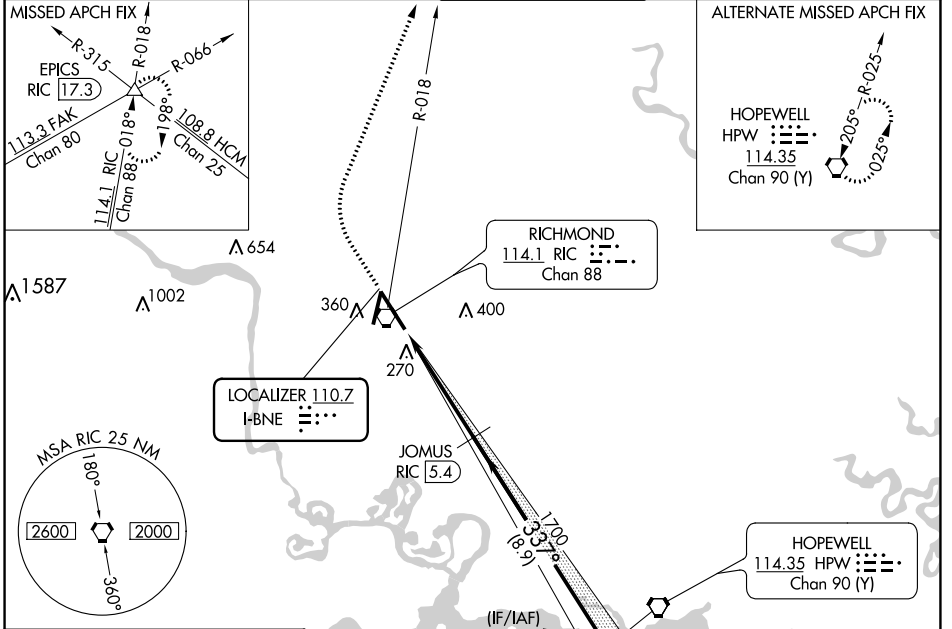 MISSED APCH FIX
R-315
R-018
R-066
EPICS
RIC 17.3
113.3 FAK
Chan 80
018°
198°
108.8 HCM
Chan 25
114.1 RIC
Chan 88
R-018
ALTERNATE MISSED APCH FIX
R-025
HOPEWELL
HPW
114.35
Chan 90 (Y)
205°
025°
654
1587
1002
RICHMOND
114.1 RIC
Chan 88
360
400
270
LOCALIZER 110.7
I-BNE
JOMUS
RIC 5.4
MSA RIC 25 NM
180°
2600
2000
360°
1700
337°
(8.9)
HOPEWELL
114.35 HPW
Chan 90 (Y)
(IF/IAF)